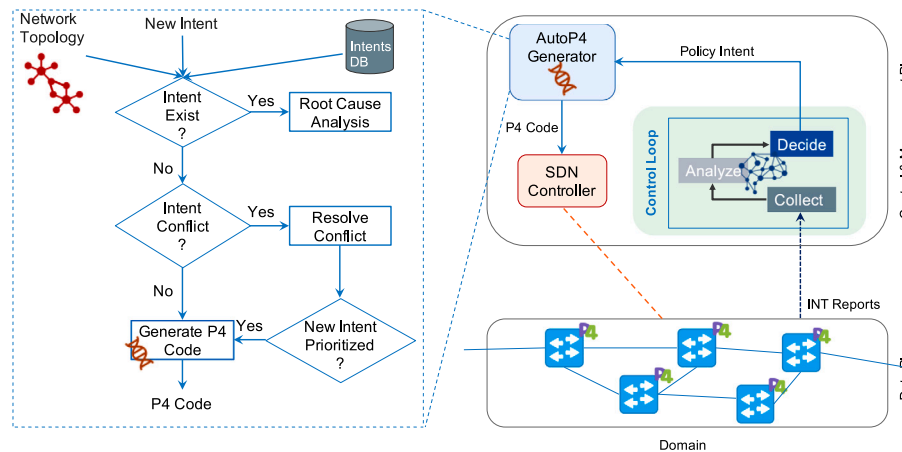 Network
Topology
New Intent
Intents
DB
Intent
Exist
?
Yes
Root Cause
Analysis
No
Intent
Conflict
?
Yes
Resolve
Conflict
No
Generate P4
Code
Yes
New Intent
Prioritized
?
P4 Code
AutoP4
Generator
Policy Intent
P4 Code
SDN
Controller
Control Loop
Decide
Analyze
Collect
INT Reports
P4
P4
P4
P4
P4
Domain